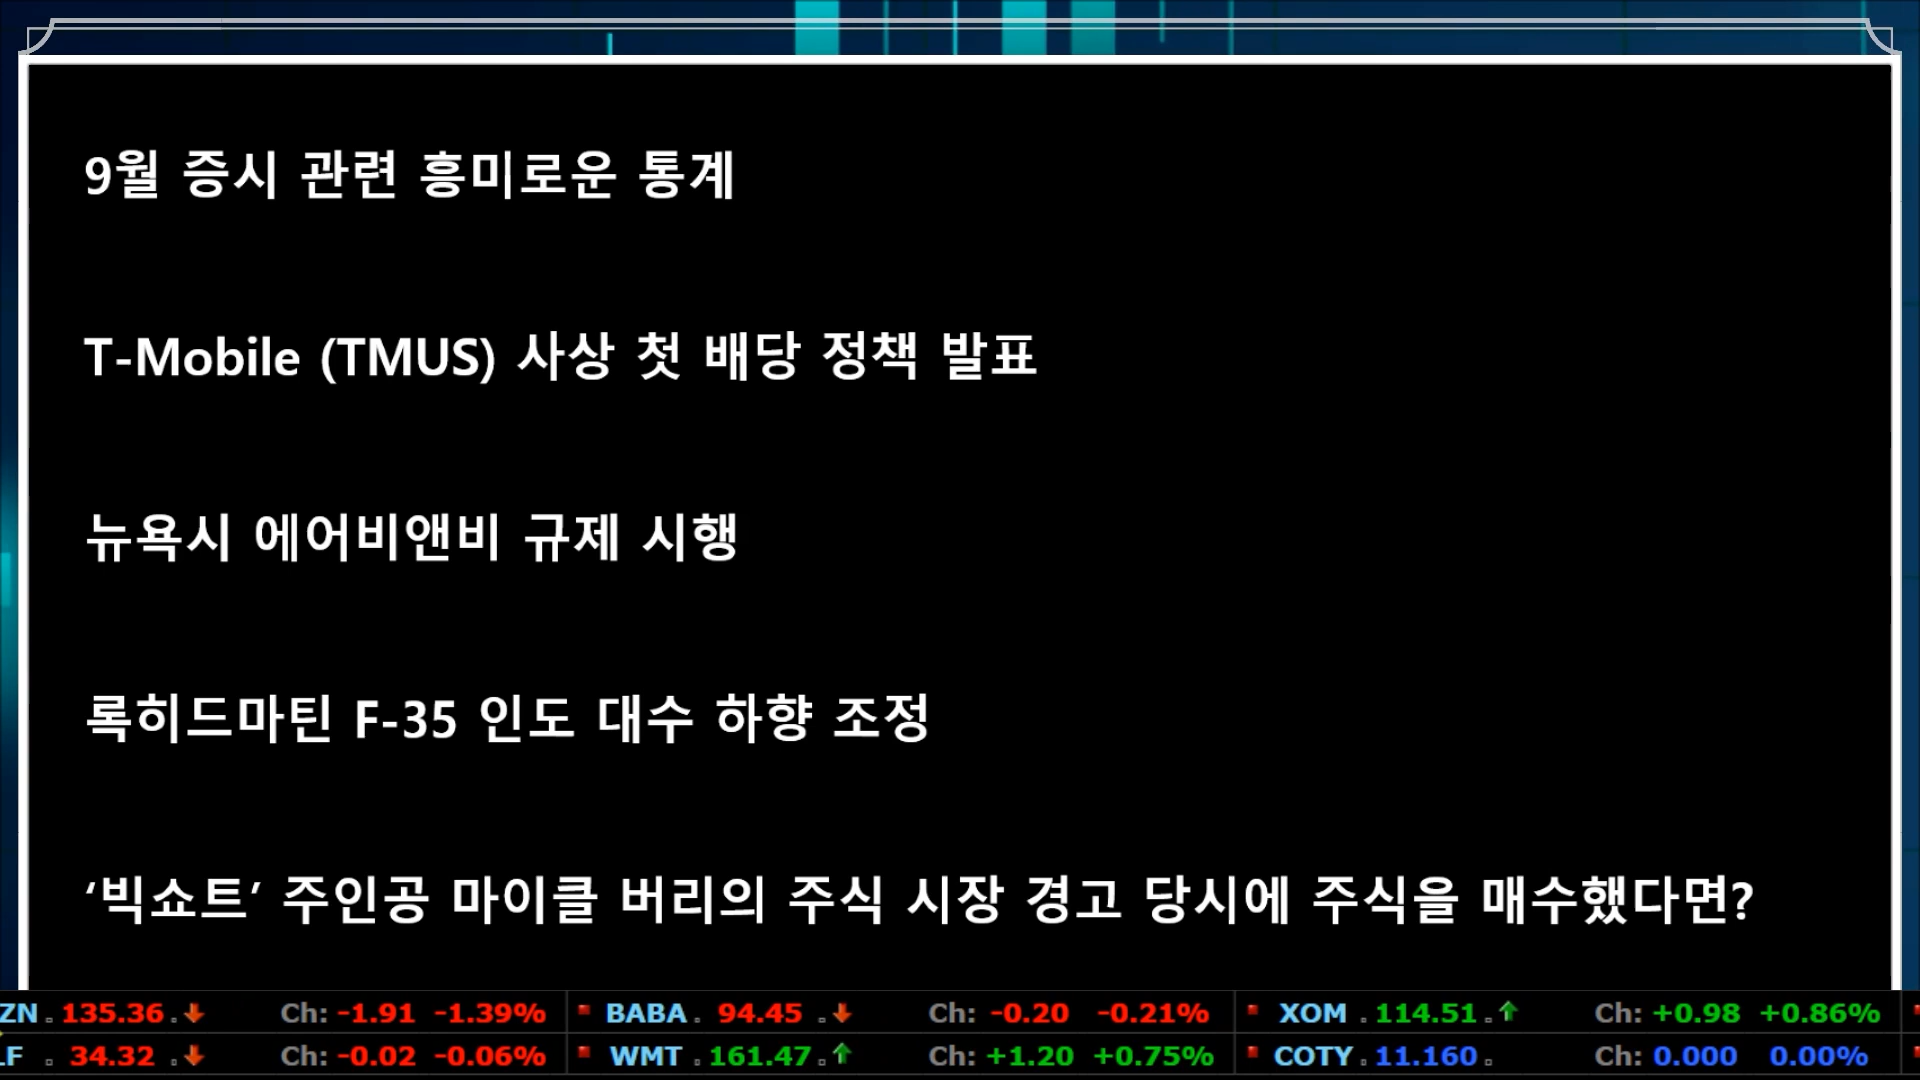 9월 증시 관련 흥미로운 통계
T-Mobile (TMUS) 사상 첫 배당 정책 발표
뉴욕시 에어비앤비 규제 시행
록히드마틴 F-35 인도 대수 하향 조정
‘빅쇼트’ 주인공 마이클 버리의 주식 시장 경고 당시에 주식을 매수했다면?
ZN 135.36 Ch: -1.91 -1.39% BABA 94.45 Ch: -0.20 -0.21% XOM 114.51 Ch: +0.98 +0.86%
LF 34.32 Ch: -0.02 -0.06% WMT 161.47 Ch: +1.20 +0.75% COTY 11.160 Ch: 0.000 0.00%